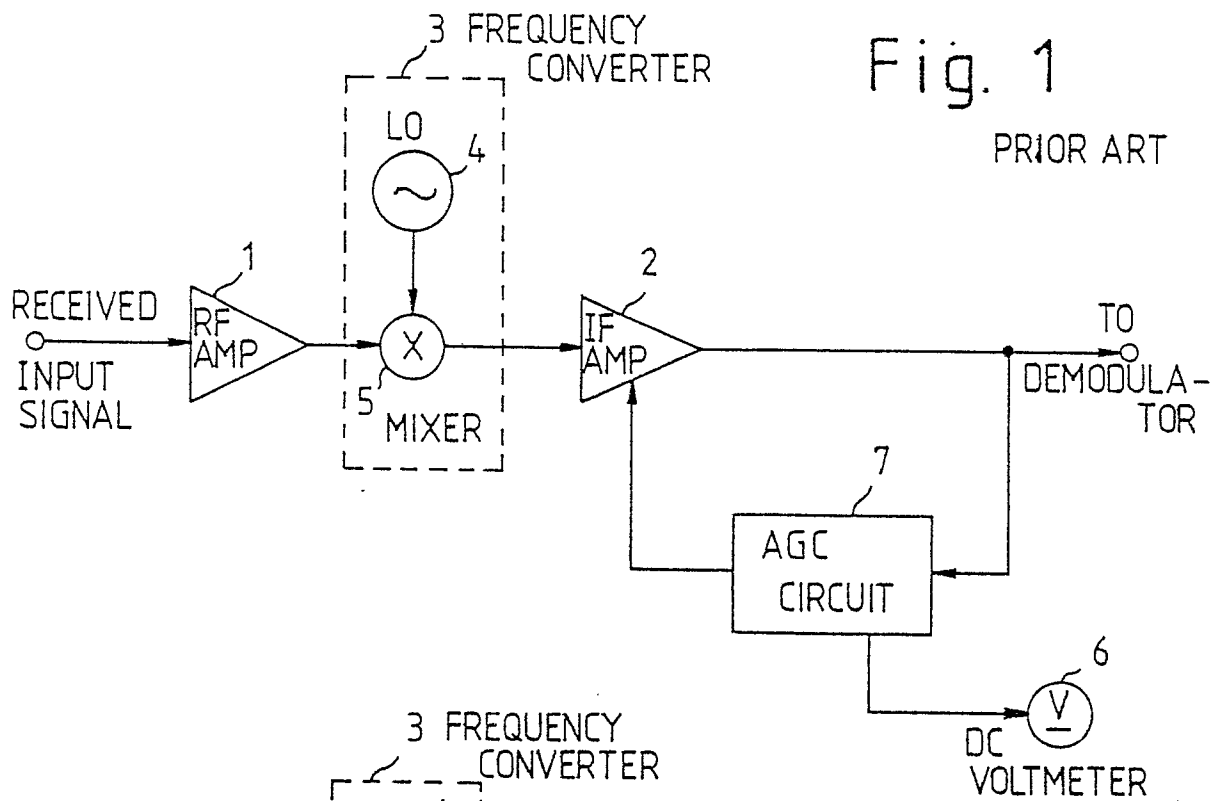 3 FREQUENCY
CONVERTER
Fig. 1
PRIOR ART
LO
4
1
2
RECEIVED
INPUT
SIGNAL
RF
AMP
X
5
MIXER
IF
AMP
TO
DEMODULA-
TOR
7
AGC
CIRCUIT
6
V
DC
VOLTMETER
3 FREQUENCY
CONVERTER